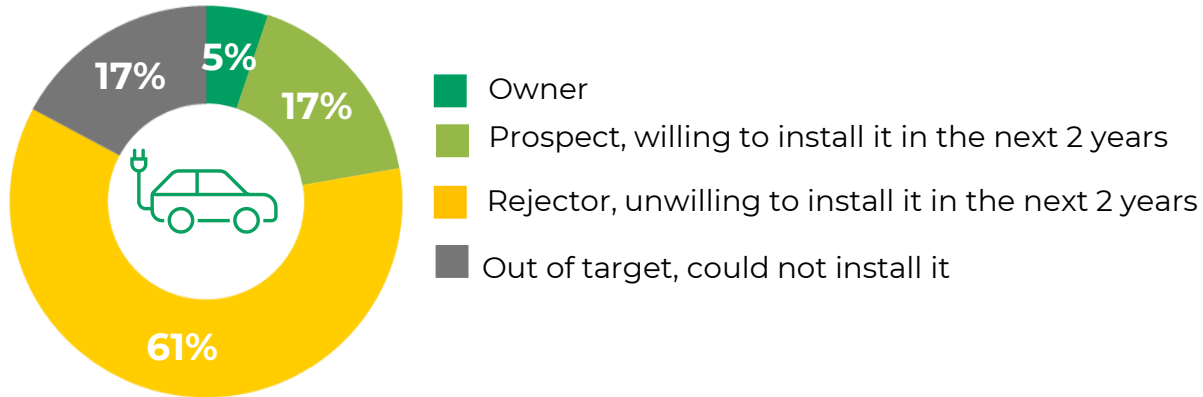 5%
17%
17%
61%
Owner
Prospect, willing to install it in the next 2 years
Rejector, unwilling to install it in the next 2 years
Out of target, could not install it